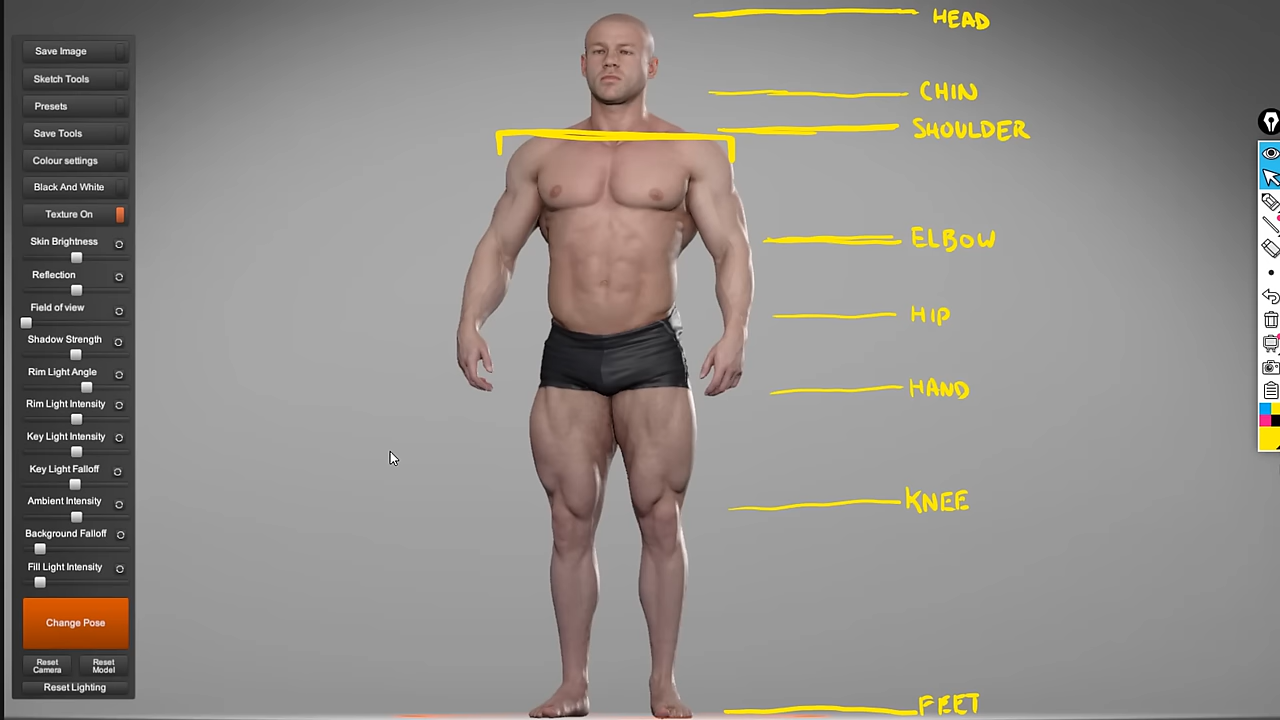 Save Image
Sketch Tools
Presets
Save Tools
Colour settings
Black And White
Texture On
Skin Brightness
Reflection
Field of view
Shadow Strength
Rim Light Angle
Rim Light Intensity
Key Light Intensity
Key Light Falloff
Ambient Intensity
Background Falloff
Fill Light Intensity
Change Pose
Reset Camera
Reset Model
Reset Lighting
HEAD
CHIN
SHOULDER
ELBOW
HIP
HAND
KNEE
FEET